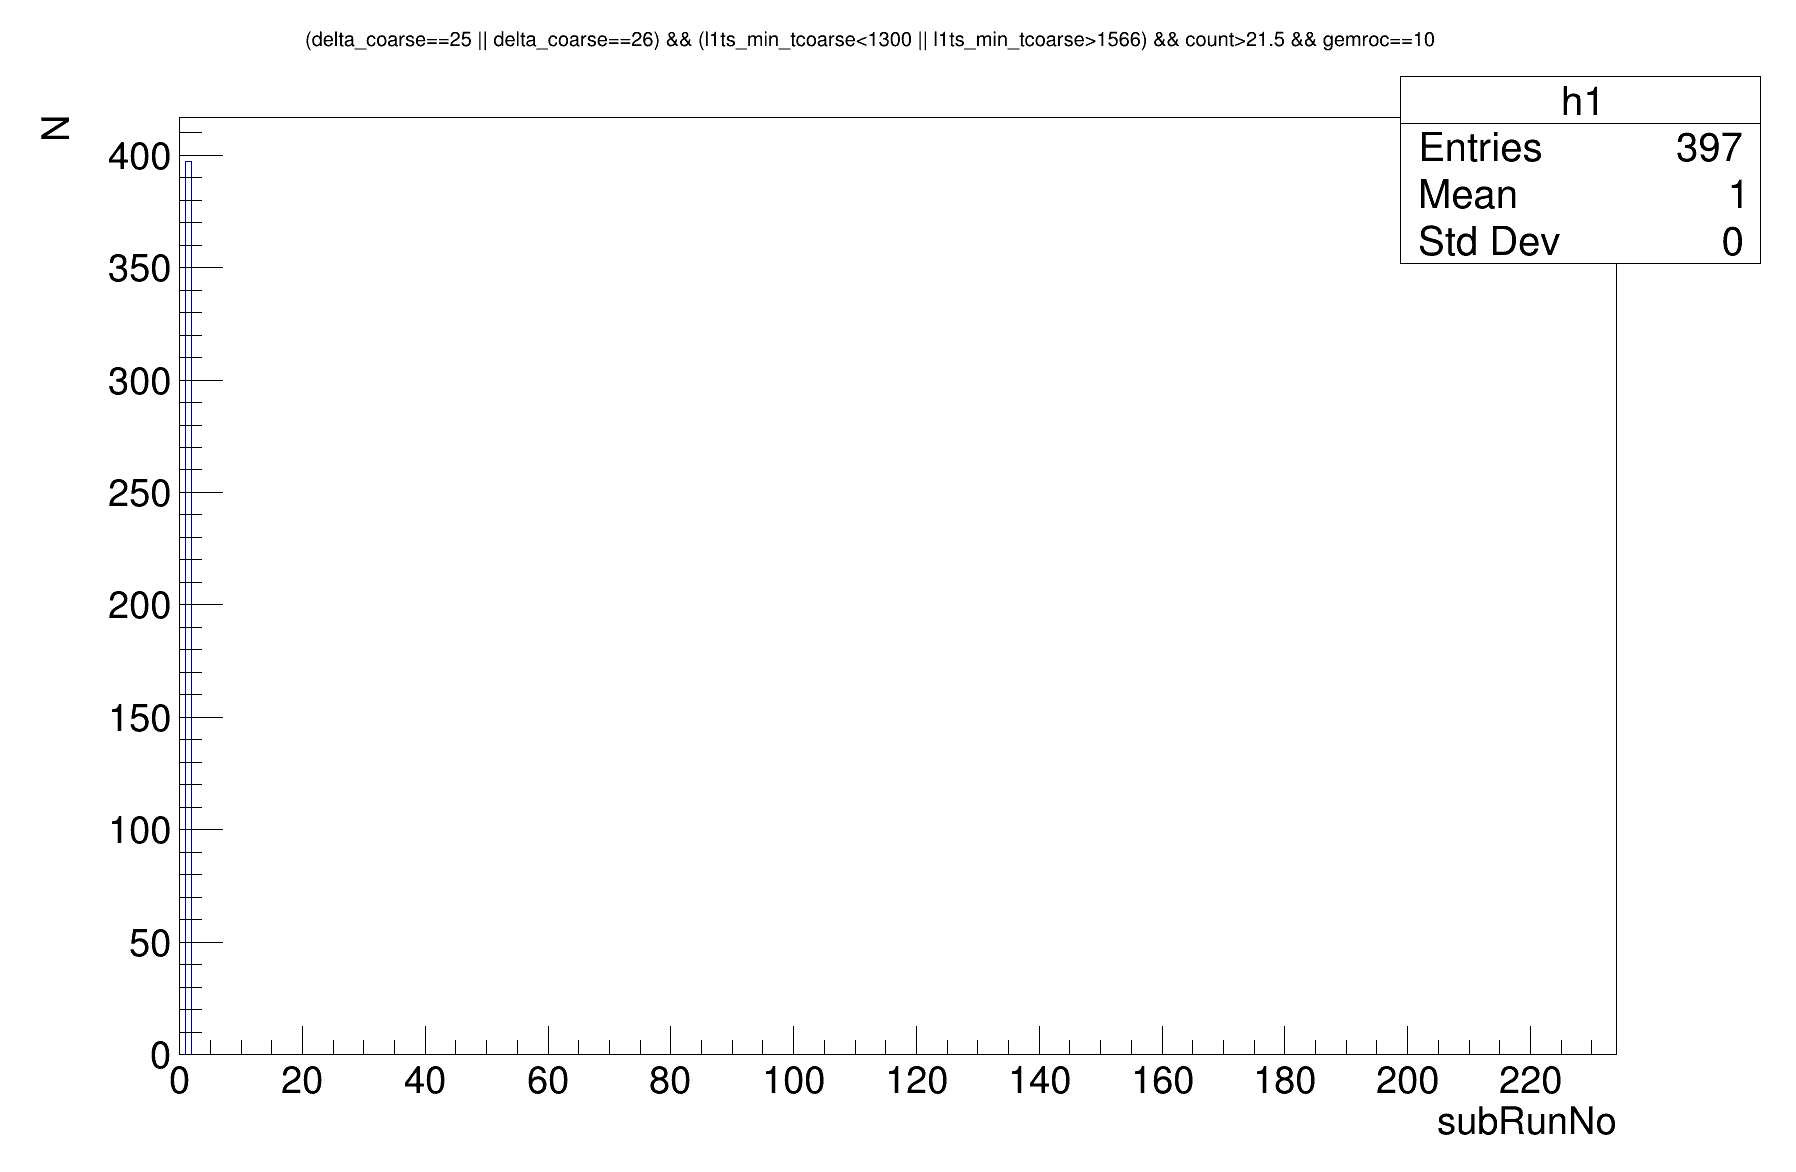 (delta_coarse==25 || delta_coarse==26) && (l1ts_min_tcoarse<1300 || l1ts_min_tcoarse>1566) && count>21.5 && gemroc==10
h1
Entries 397
Mean 1
Std Dev 0
N
400
350
300
250
200
150
100
50
0
0 20 40 60 80 100 120 140 160 180 200 220
subRunNo